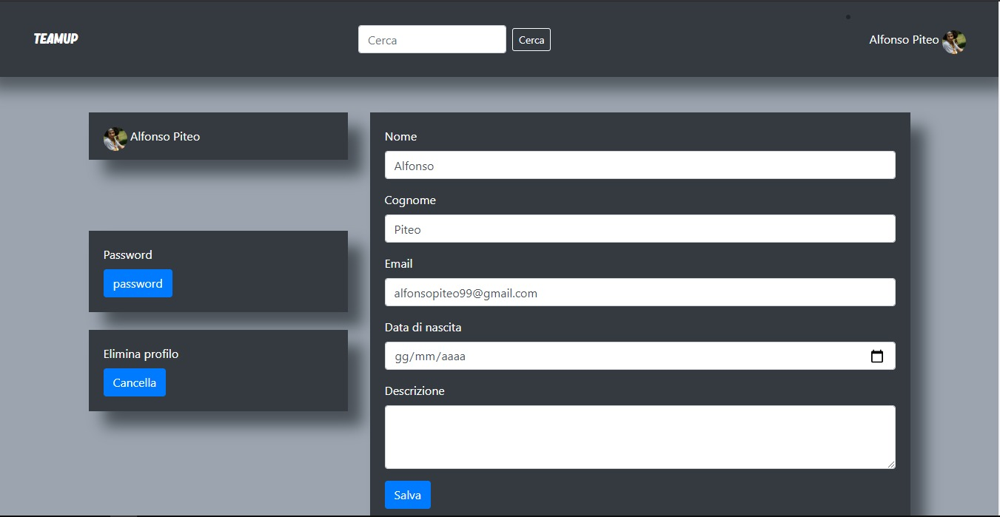 TEAMUP
Cerca
Cerca
Alfonso Piteo
Alfonso Piteo
Password
password
Elimina profilo
Cancella
Nome
Alfonso
Cognome
Piteo
Email
alfonsopiteo99@gmail.com
Data di nascita
gg/mm/aaaa
Descrizione
Salva